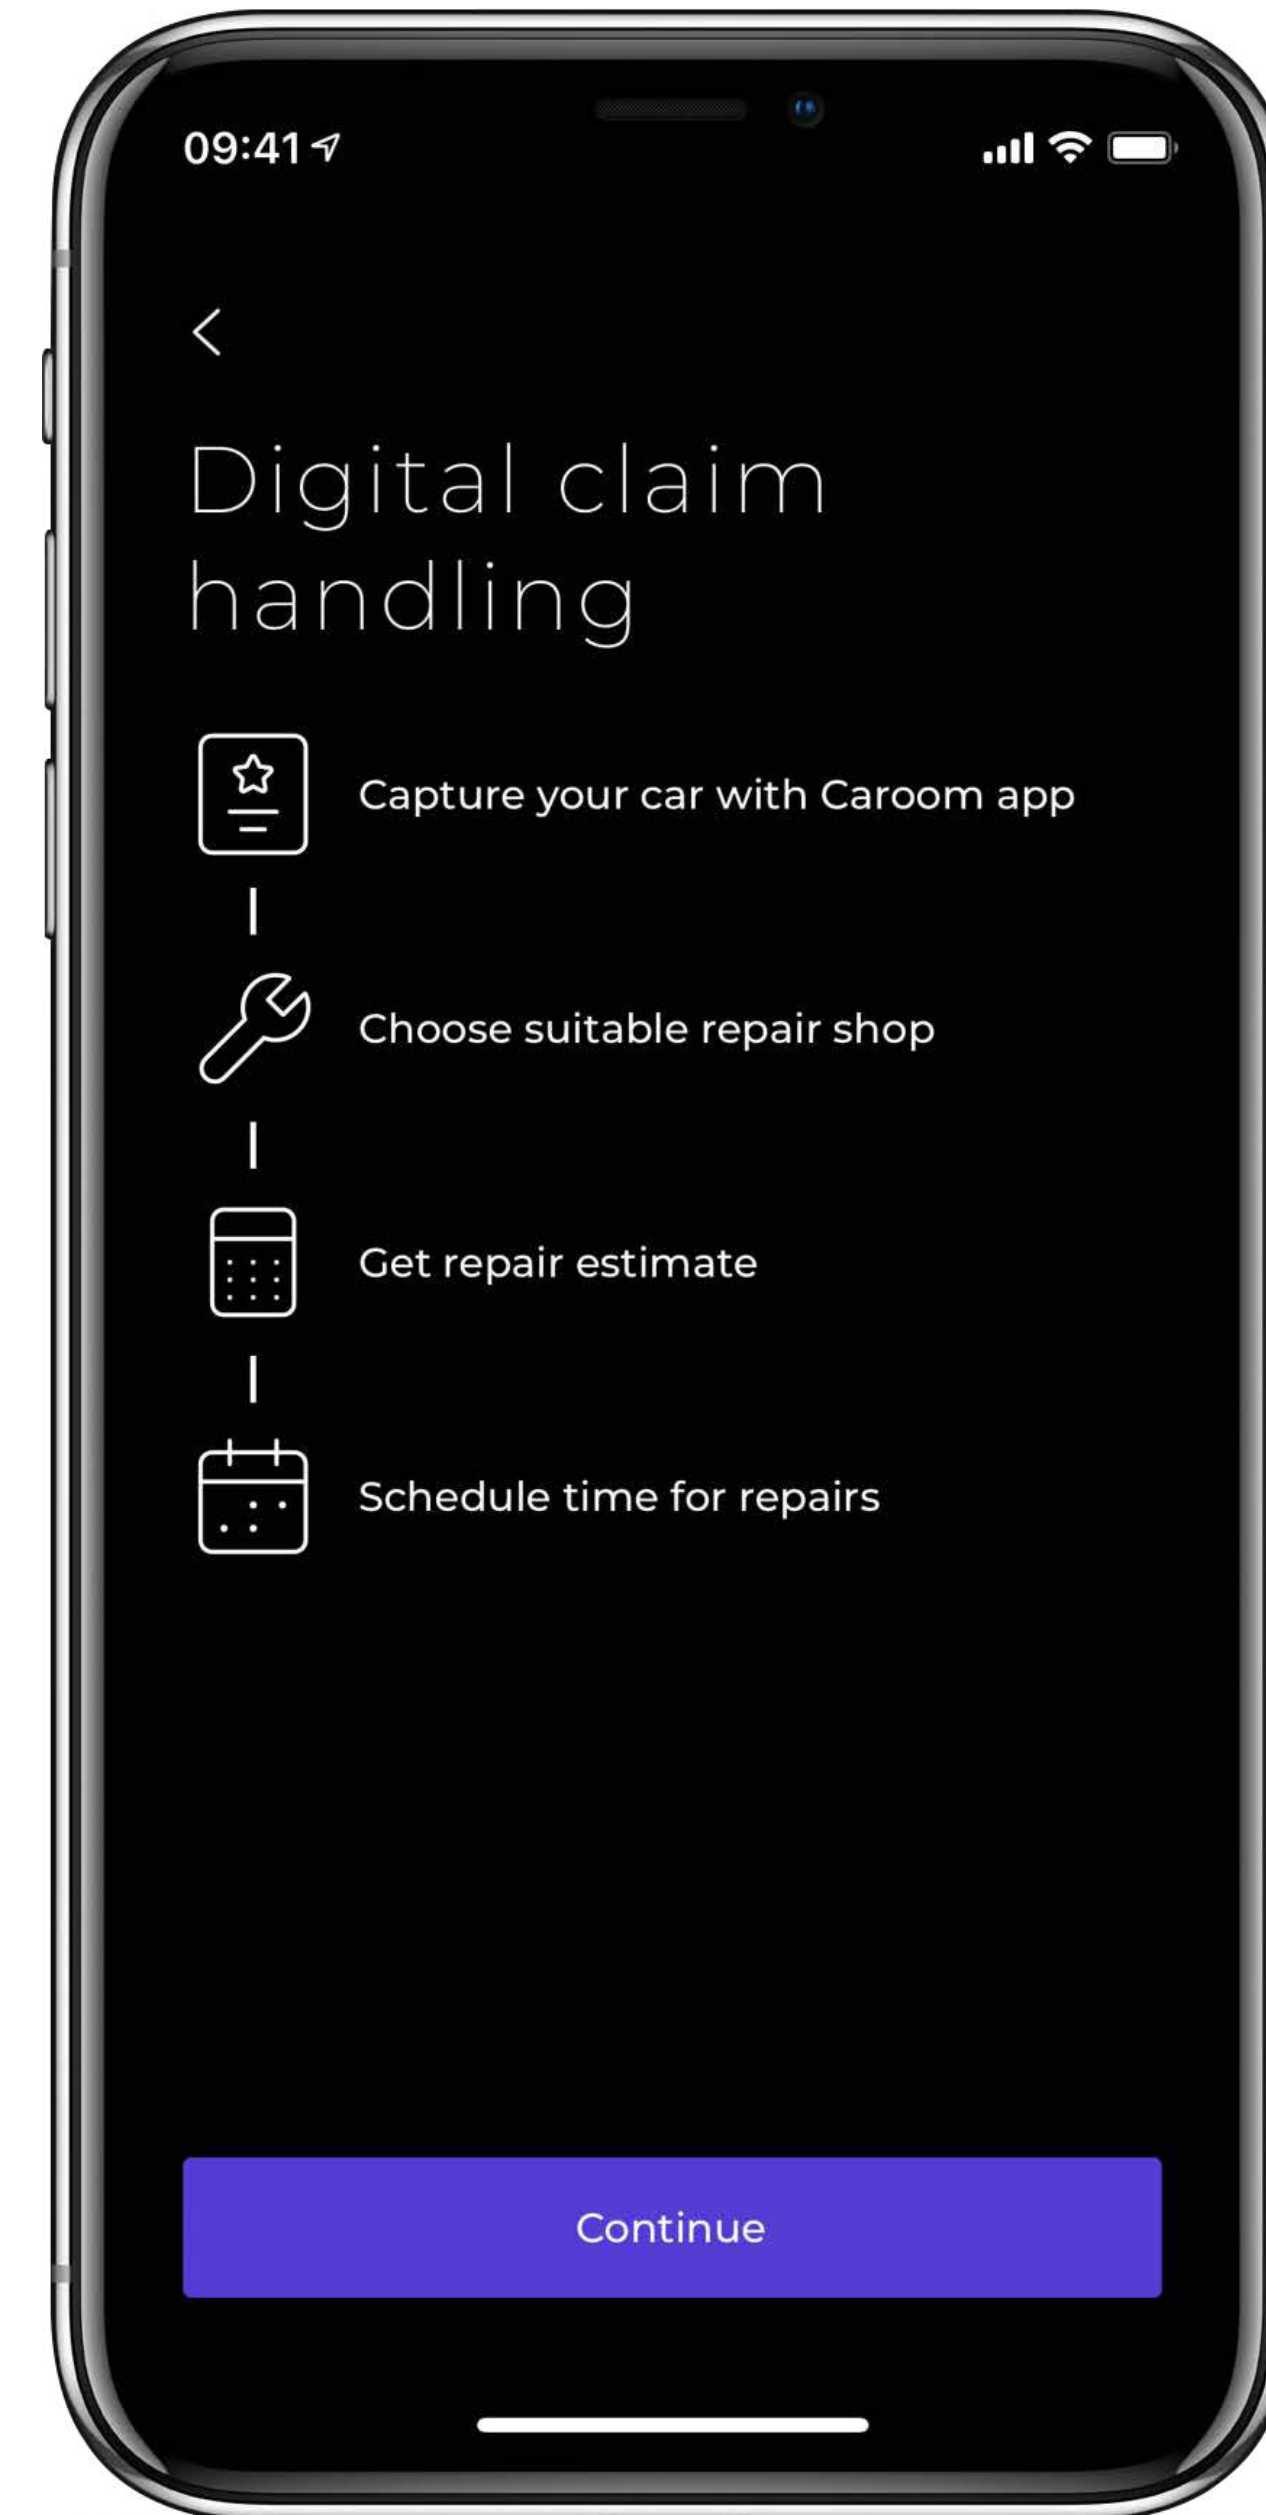 09:41
Digital claim
handling
Capture your car with Caroom app
Choose suitable repair shop
Get repair estimate
Schedule time for repairs
Continue